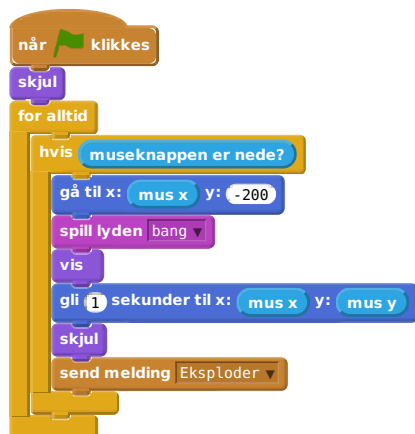 når klikkes
skjul
for alltid
hvis museknappen er nede?
gå til x: mus x y: -200
spill lyden bang
vis
gli 1 sekunder til x: mus x y: mus y
skjul
send melding Eksploder